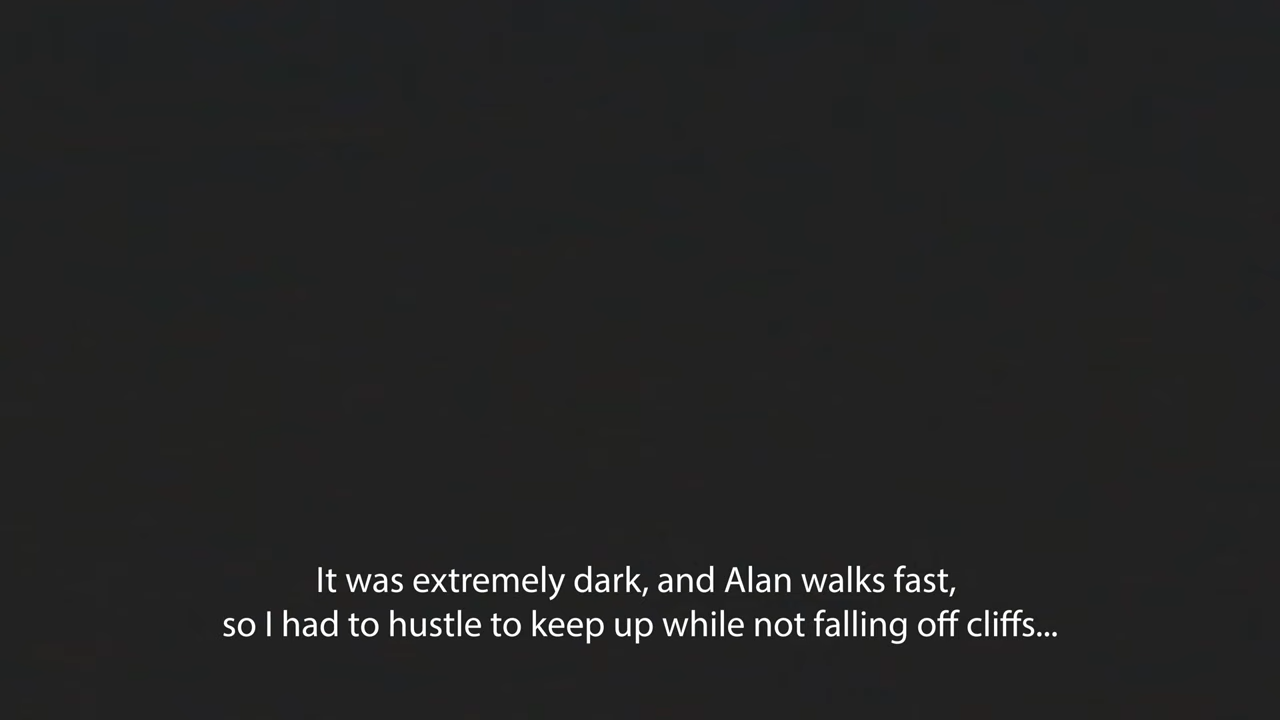 It was extremely dark, and Alan walks fast,
so I had to hustle to keep up while not falling off cliffs...